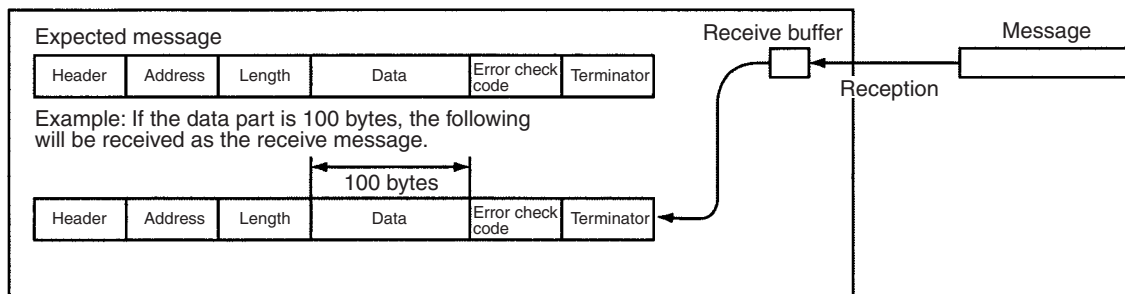 Expected message
Receive buffer
Message
Header Address Length Data Error check code Terminator
Reception
Example: If the data part is 100 bytes, the following
will be received as the receive message.
100 bytes
Header Address Length Data Error check code Terminator